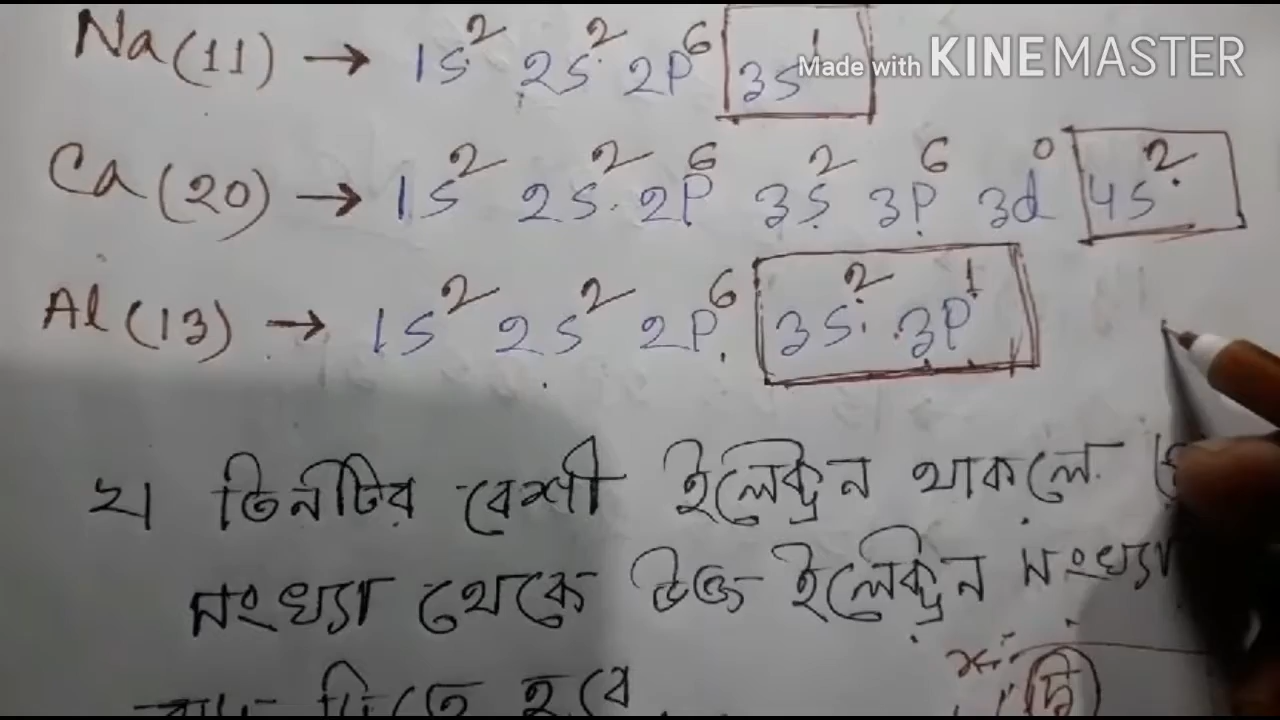 Na(11) → 1s² 2s² 2p⁶ 3s¹
Made with KINEMASTER
Ca(20) → 1s² 2s² 2p⁶ 3s² 3p⁶ 3d⁰ 4s²
Al(13) → 1s² 2s² 2p⁶ 3s² 3p¹
খ। তিনটির বেশী ইলেকট্রন থাকলে
সংখ্যা থেকে উক্ত ইলেকট্রন সংখ্যা
দিতে হবে